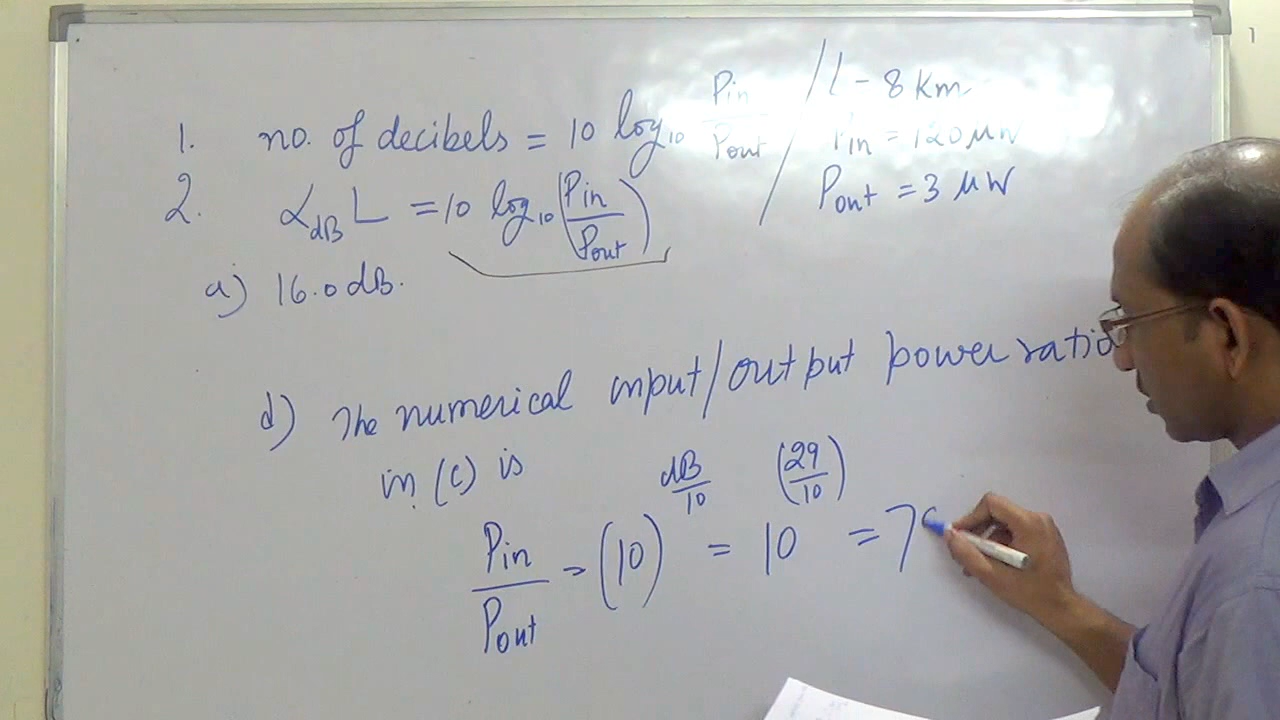 1. no. of decibels = 10 log10 Pin/Pout / l - 8 km
Pin = 120 μW
2. αdB L = 10 log10 (Pin/Pout) / Pout = 3 μW
a) 16.0 dB.
d) The numerical input/output power ratio
in (c) is
Pin/Pout = (10)^dB/10 = 10^(29/10) = 79